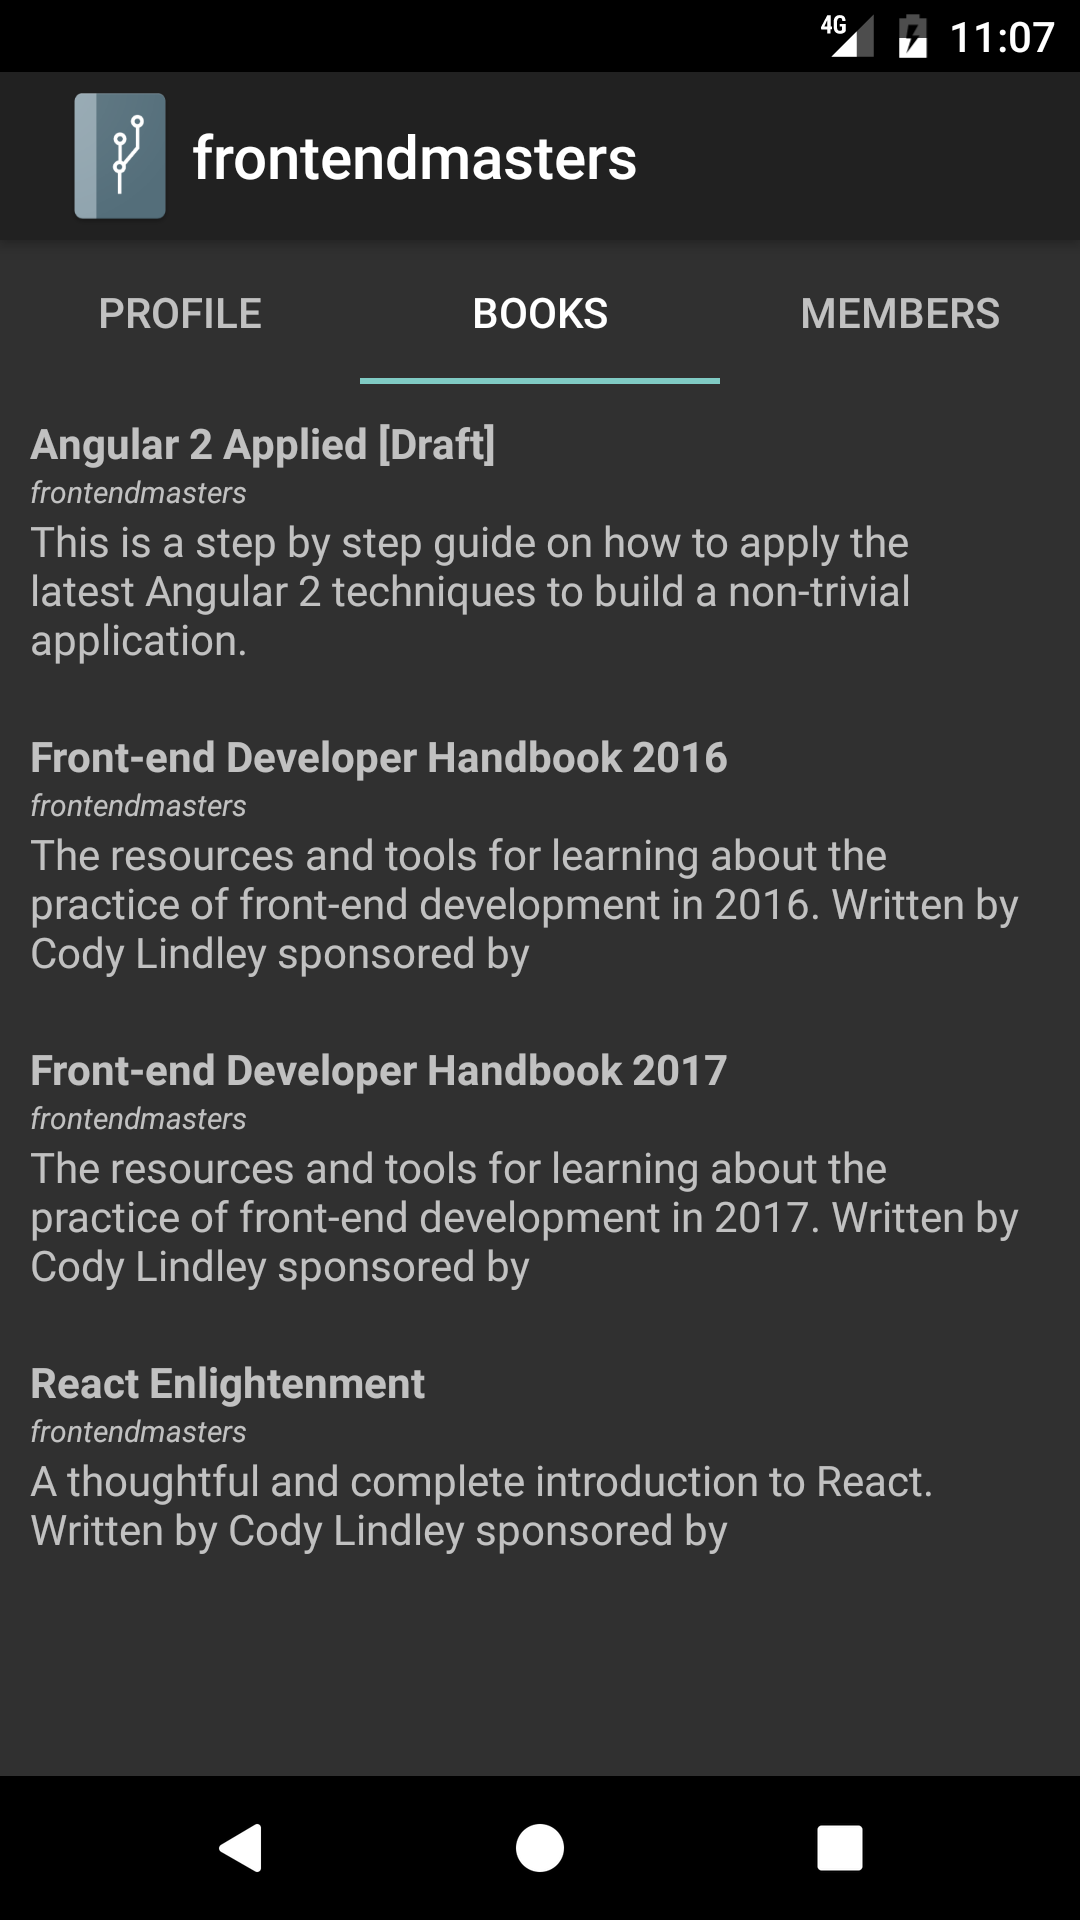 4G 11:07
frontendmasters
PROFILE BOOKS MEMBERS
Angular 2 Applied [Draft]
frontendmasters
This is a step by step guide on how to apply the
latest Angular 2 techniques to build a non-trivial
application.
Front-end Developer Handbook 2016
frontendmasters
The resources and tools for learning about the
practice of front-end development in 2016. Written by
Cody Lindley sponsored by
Front-end Developer Handbook 2017
frontendmasters
The resources and tools for learning about the
practice of front-end development in 2017. Written by
Cody Lindley sponsored by
React Enlightenment
frontendmasters
A thoughtful and complete introduction to React.
Written by Cody Lindley sponsored by